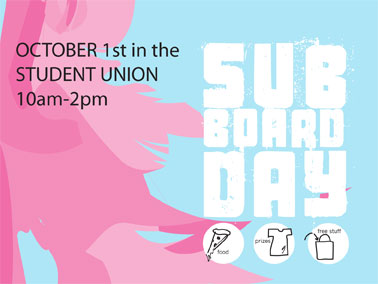 OCTOBER 1st in the
STUDENT UNION
10am-2pm
SUB
BOARD
DAY
food
prizes
free stuff